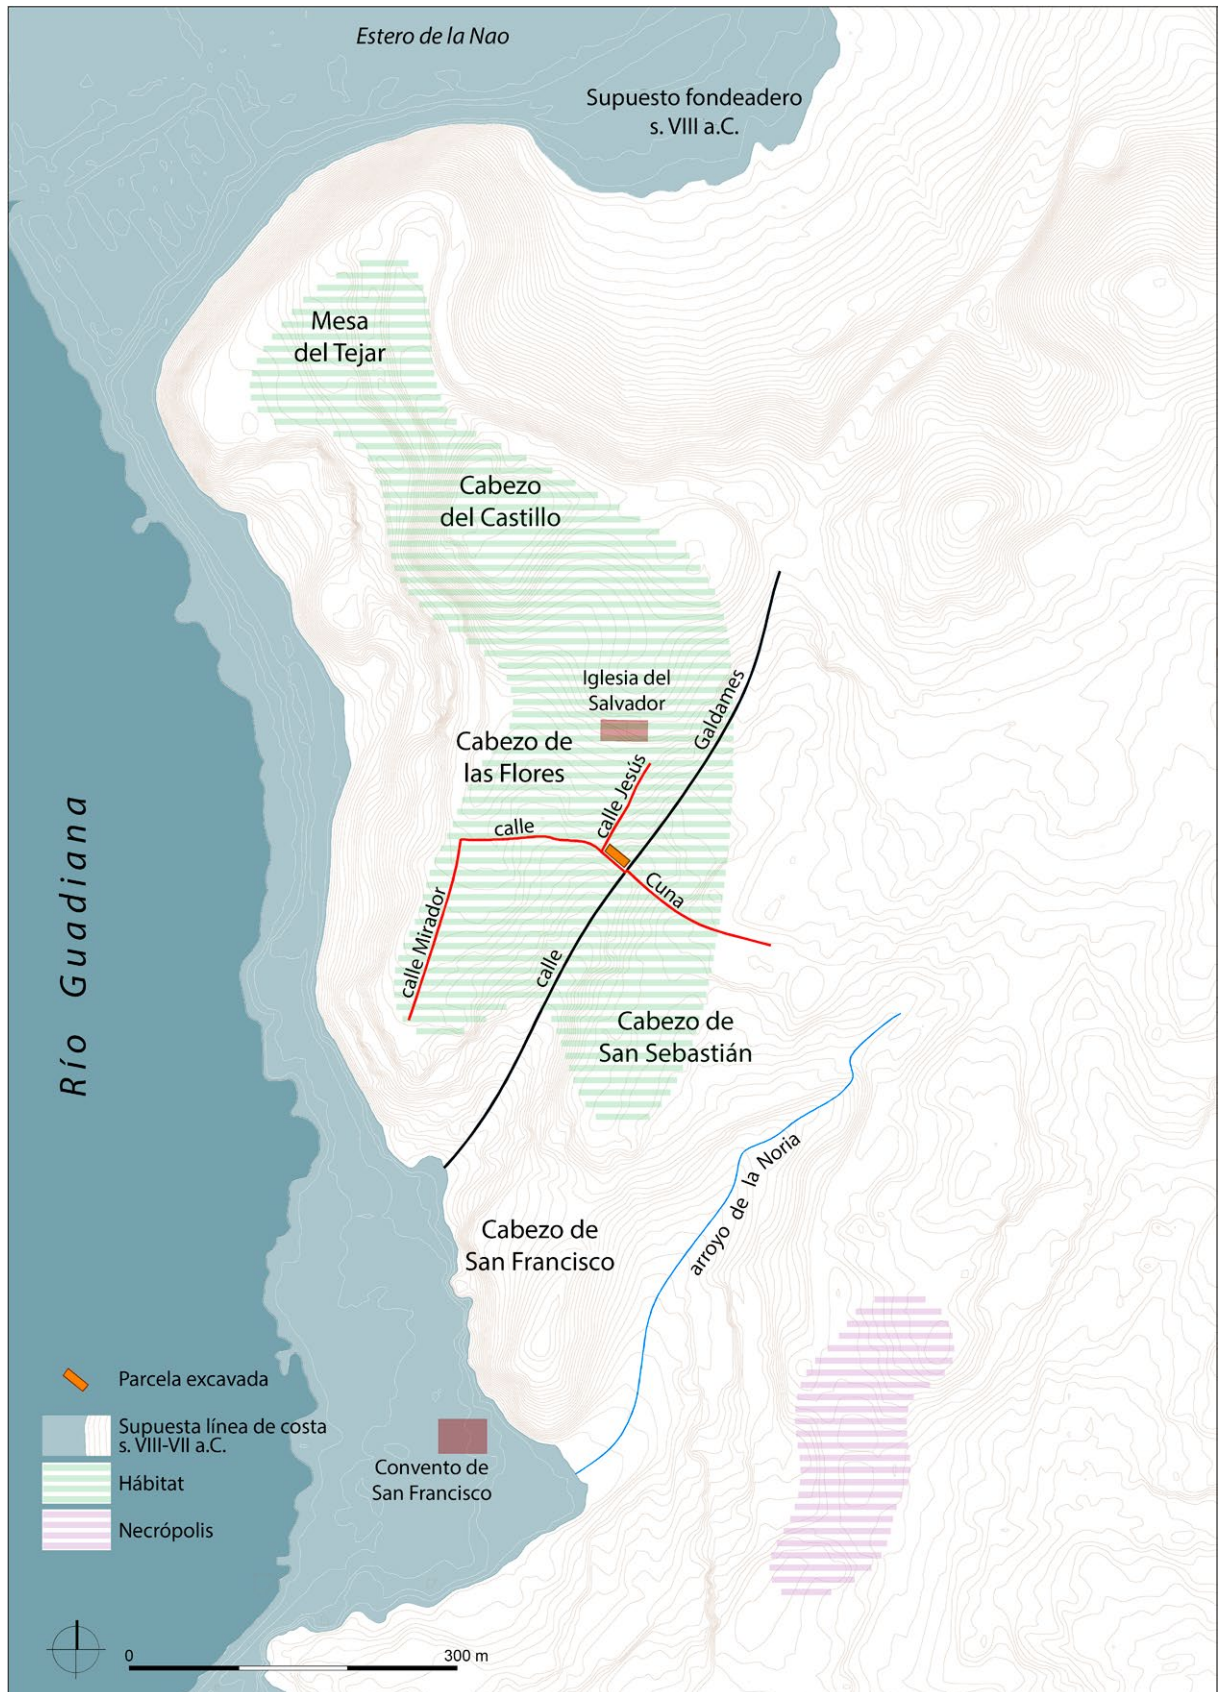 Estero de la Nao
Supuesto fondeadero
s. VIII a.C.
Mesa
del Tejar
Cabezo
del Castillo
Iglesia del
Salvador
Galdames
Cabezo de
las Flores
calle Jesús
calle
Cuna
calle Mirador
calle
Río Guadiana
Cabezo de
San Sebastián
arroyo de la Noria
Cabezo de
San Francisco
Parcela excavada
Supuesta línea de costa
s. VIII-VII a.C.
Hábitat
Necrópolis
Convento de
San Francisco
0 300 m